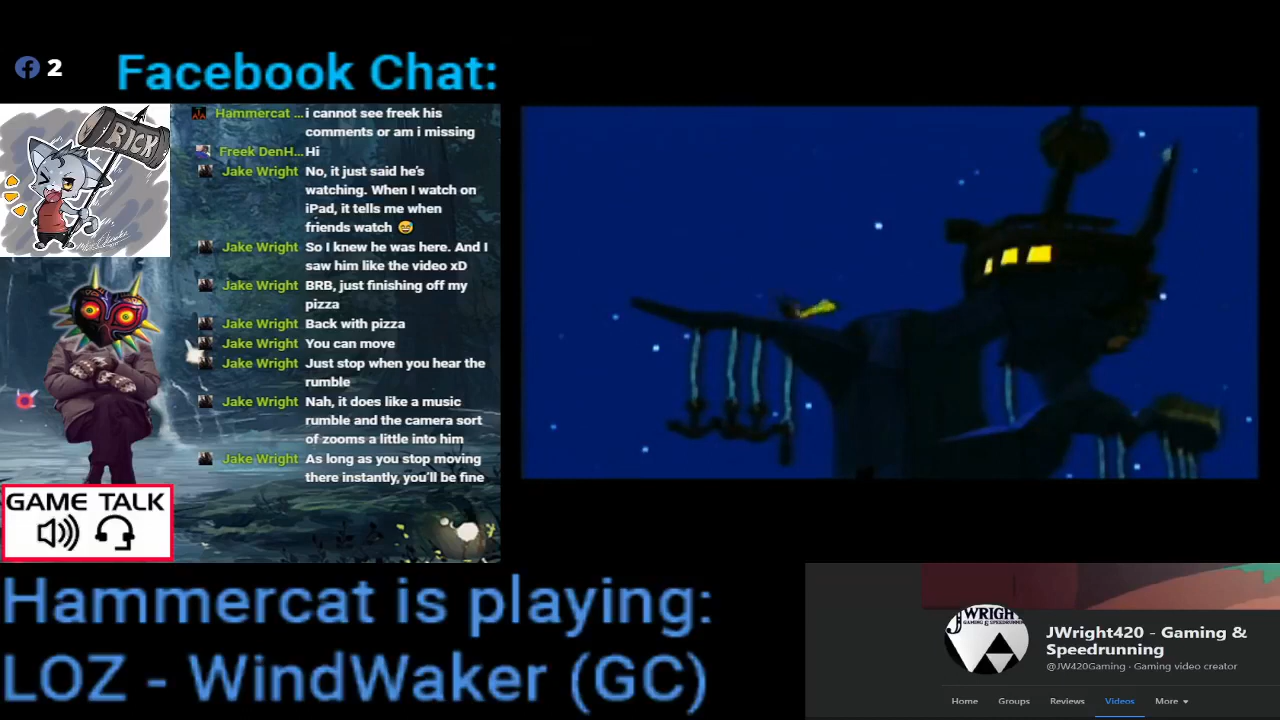 2
Facebook Chat:
RICK
Hammercat ... i cannot see freek his
comments or am i missing
Freek DenH... Hi
Jake Wright No, it just said he's
watching. When I watch on
iPad, it tells me when
friends watch 😅
Jake Wright So I knew he was here. And I
saw him like the video xD
Jake Wright BRB, just finishing off my
pizza
Jake Wright Back with pizza
Jake Wright You can move
Jake Wright Just stop when you hear the
rumble
Jake Wright Nah, it does like a music
rumble and the camera sort
of zooms a little into him
Jake Wright As long as you stop moving
there instantly, you'll be fine
GAME TALK
Hammercat is playing:
LOZ - WindWaker (GC)
JWRIGHT
GAMING & SPEEDRUNNING
JWright420 - Gaming &
Speedrunning
@JW420Gaming · Gaming video creator
Home Groups Reviews Videos More